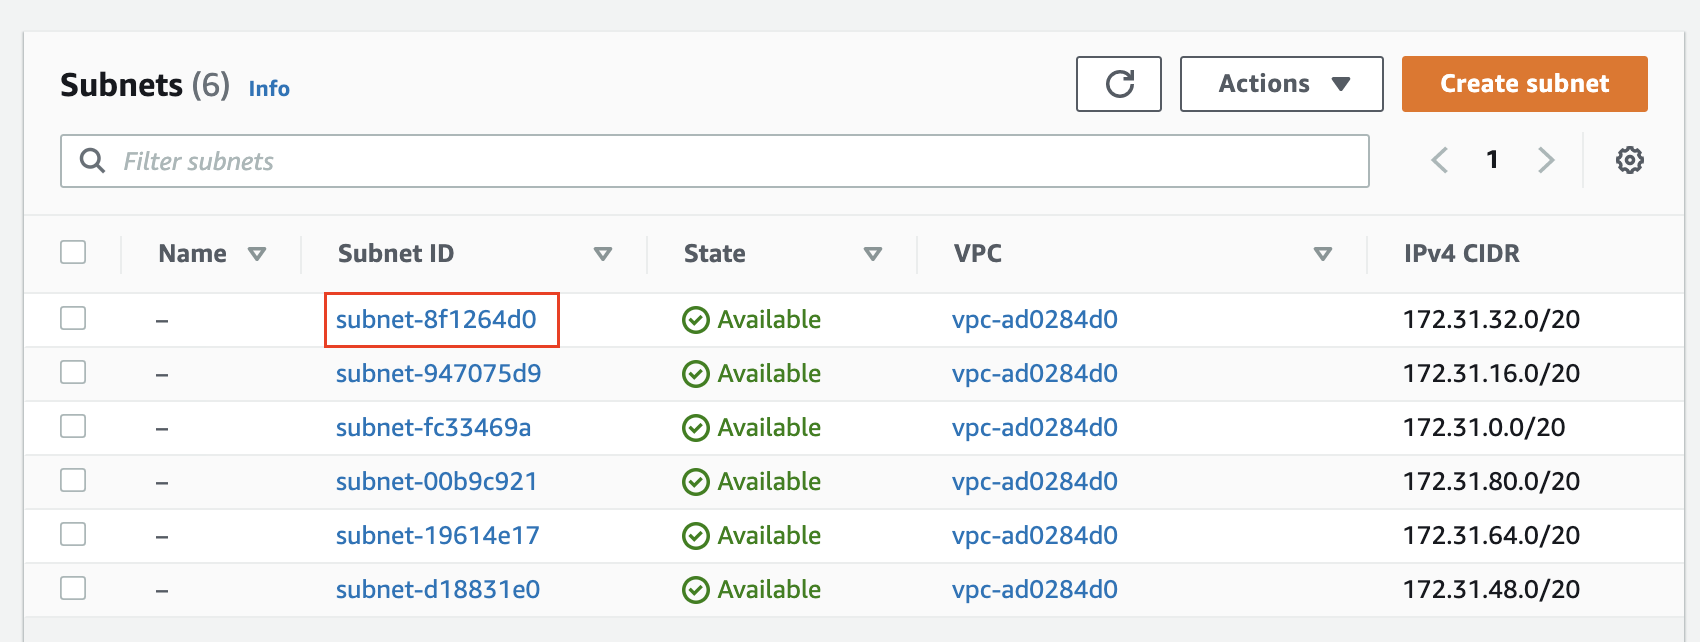 Subnets (6) Info
Actions
Create subnet
Filter subnets
1
Name Subnet ID State VPC IPv4 CIDR
– subnet-8f1264d0 Available vpc-ad0284d0 172.31.32.0/20
– subnet-947075d9 Available vpc-ad0284d0 172.31.16.0/20
– subnet-fc33469a Available vpc-ad0284d0 172.31.0.0/20
– subnet-00b9c921 Available vpc-ad0284d0 172.31.80.0/20
– subnet-19614e17 Available vpc-ad0284d0 172.31.64.0/20
– subnet-d18831e0 Available vpc-ad0284d0 172.31.48.0/20